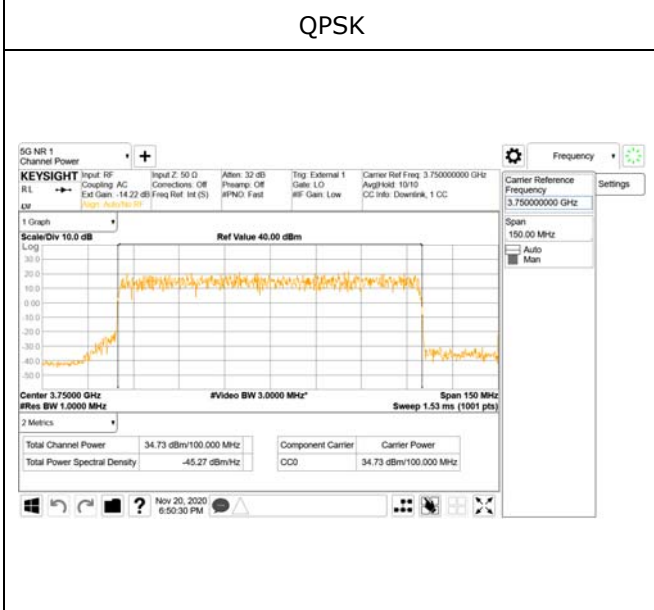 QPSK
5G NR 1
Channel Power
Frequency
KEYSIGHT
RL
Input: RF
Coupling: AC
Ext Gain: -14.22 dB
Align: Auto/No RF
Input Z: 50 Ω
Corrections: Off
Freq Ref: Int (S)
Atten: 32 dB
Preamp: Off
#PNO: Fast
Trig: External 1
Gate: LO
#IF Gain: Low
Carrier Ref Freq: 3.750000000 GHz
Avg|Hold: 10/10
CC Info: Downlink, 1 CC
Carrier Reference
Frequency
3.750000000 GHz
Settings
Span
150.00 MHz
Auto
Man
1 Graph
Scale/Div 10.0 dB
Ref Value 40.00 dBm
Log
30.0
20.0
10.0
0.00
-10.0
-20.0
-30.0
-40.0
-50.0
Center 3.75000 GHz
#Video BW 3.0000 MHz*
Span 150 MHz
#Res BW 1.0000 MHz
Sweep 1.53 ms (1001 pts)
2 Metrics
Total Channel Power 34.73 dBm/100.000 MHz
Total Power Spectral Density -45.27 dBm/Hz
Component Carrier Carrier Power
CC0 34.73 dBm/100.000 MHz
?
Nov 20, 2020
6:50:30 PM